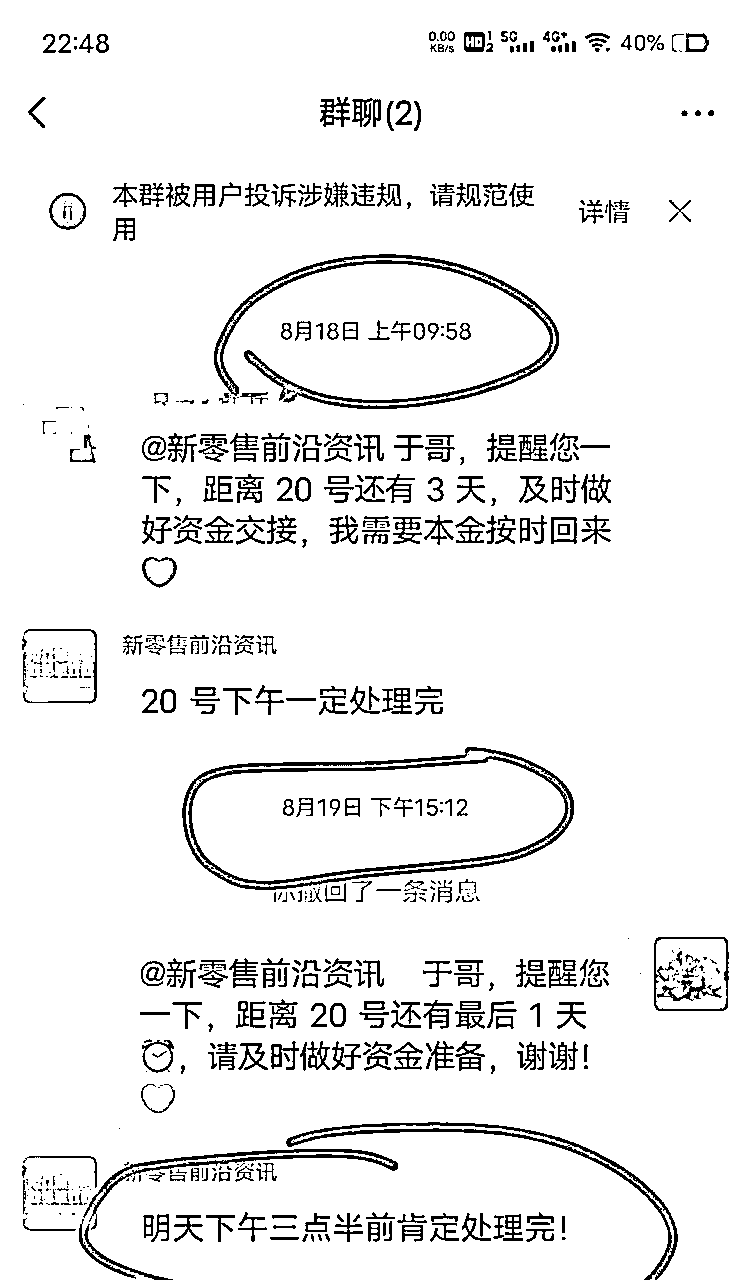 22:48
0.00 KB/s HD 1 2 5G 4G+ 40%
群聊(2)
本群被用户投诉涉嫌违规，请规范使
用
详情
8月18日 上午09:58
@新零售前沿资讯 于哥，提醒您一
下，距离 20 号还有 3 天，及时做
好资金交接，我需要本金按时回来
新零售前沿资讯
20 号下午一定处理完
8月19日 下午15:12
你撤回了一条消息
@新零售前沿资讯 于哥，提醒您
一下，距离 20 号还有最后 1 天
，请及时做好资金准备，谢谢！
新零售前沿资讯
明天下午三点半前肯定处理完！